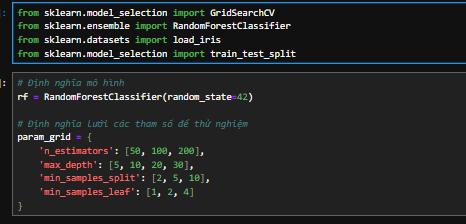 ]:
from sklearn.model_selection import GridSearchCV
from sklearn.ensemble import RandomForestClassifier
from sklearn.datasets import load_iris
from sklearn.model_selection import train_test_split
]:
# Định nghĩa mô hình
rf = RandomForestClassifier(random_state=42)
# Định nghĩa lưới các tham số để thử nghiệm
param_grid = {
    'n_estimators': [50, 100, 200],
    'max_depth': [5, 10, 20, 30],
    'min_samples_split': [2, 5, 10],
    'min_samples_leaf': [1, 2, 4]
}